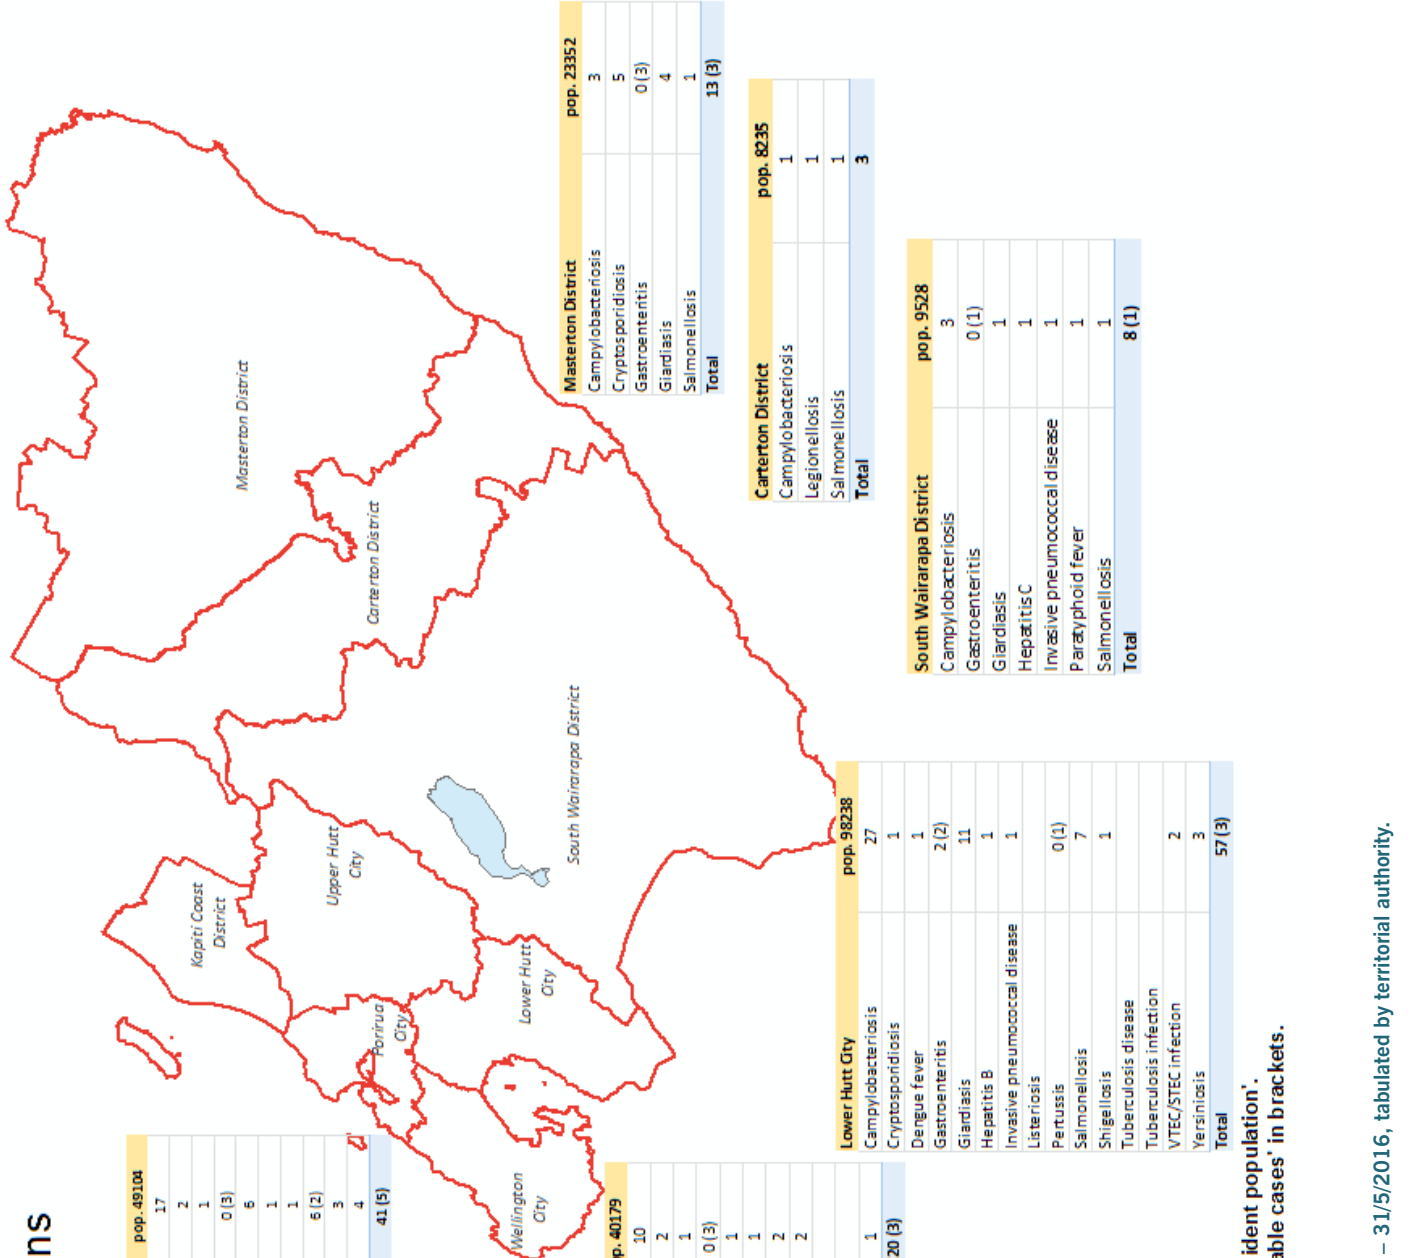 ns
pop. 49104
17
2
1
0 (3)
6
1
1
6 (2)
3
4
41 (5)
Kapiti Coast
District
Upper Hutt
City
Porirua
City
Lower Hutt
City
Wellington
City
Masterton District
Carterton District
South Wairarapa District
p. 40179
10
2
1
0 (3)
1
1
2
2
1
20 (3)
Masterton District pop. 23352
Campylobacteriosis 3
Cryptosporidiosis 5
Gastroenteritis 0 (3)
Giardiasis 4
Salmonellosis 1
Total 13 (3)
Carterton District pop. 8235
Campylobacteriosis 1
Legionellosis 1
Salmonellosis 1
Total 3
South Wairarapa District pop. 9528
Campylobacteriosis 3
Gastroenteritis 0 (1)
Giardiasis 1
Hepatitis C 1
Invasive pneumococcal disease 1
Paratyphoid fever 1
Salmonellosis 1
Total 8 (1)
Lower Hutt City pop. 98238
Campylobacteriosis 27
Cryptosporidiosis 1
Dengue fever 1
Gastroenteritis 2 (2)
Giardiasis 11
Hepatitis B 1
Invasive pneumococcal disease 1
Listeriosis
Pertussis 0 (1)
Salmonellosis 7
Shigellosis 1
Tuberculosis disease
Tuberculosis infection
VTEC/STEC infection 2
Yersiniosis 3
Total 57 (3)
ident population'.
able cases' in brackets.
– 31/5/2016, tabulated by territorial authority.